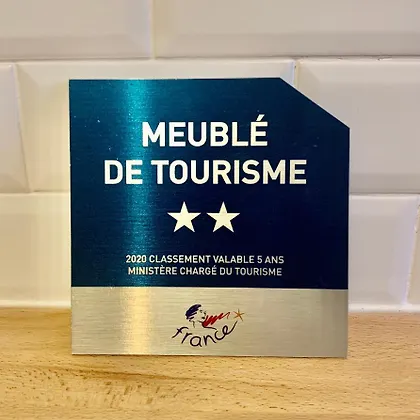 MEUBLÉ
DE TOURISME
★★
2020 CLASSEMENT VALABLE 5 ANS
MINISTÈRE CHARGÉ DU TOURISME
france